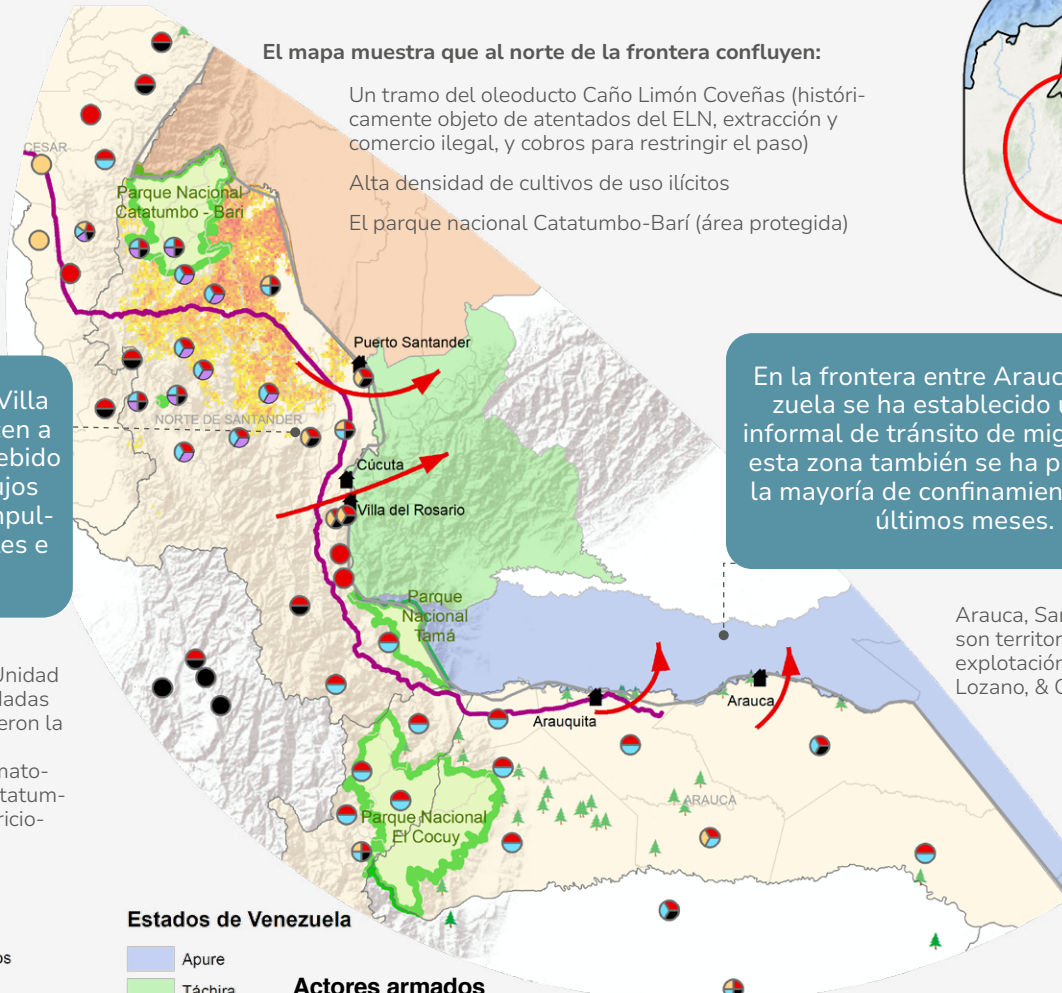 El mapa muestra que al norte de la frontera confluyen:
Un tramo del oleoducto Caño Limón Coveñas (históri-
camente objeto de atentados del ELN, extracción y
comercio ilegal, y cobros para restringir el paso)
Alta densidad de cultivos de uso ilícitos
El parque nacional Catatumbo-Barí (área protegida)
CESAR
Parque Nacional
Catatumbo - Bari
Puerto Santander
NORTE DE SANTANDER
Cúcuta
Villa del Rosario
Parque
Nacional
Tamá
Arauquita
Arauca
ARAUCA
Parque Nacional
El Cocuy
Villa
en a
ebido
ujos
mpul-
es e
En la frontera entre Arauc
zuela se ha establecido
informal de tránsito de mig
esta zona también se ha p
la mayoría de confinamien
últimos meses.
Arauca, Sar
son territor
explotación
Lozano, & C
Unidad
ladas
eron la
mato-
tatum-
ricio-
os
Estados de Venezuela
Apure
Táchira
Actores armados